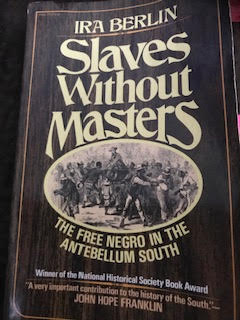 IRA BERLIN
Slaves
Without
Masters
THE FREE NEGRO IN THE
ANTEBELLUM SOUTH
Winner of the National Historical Society Book Award
"A very important contribution to the history of the South."—
JOHN HOPE FRANKLIN